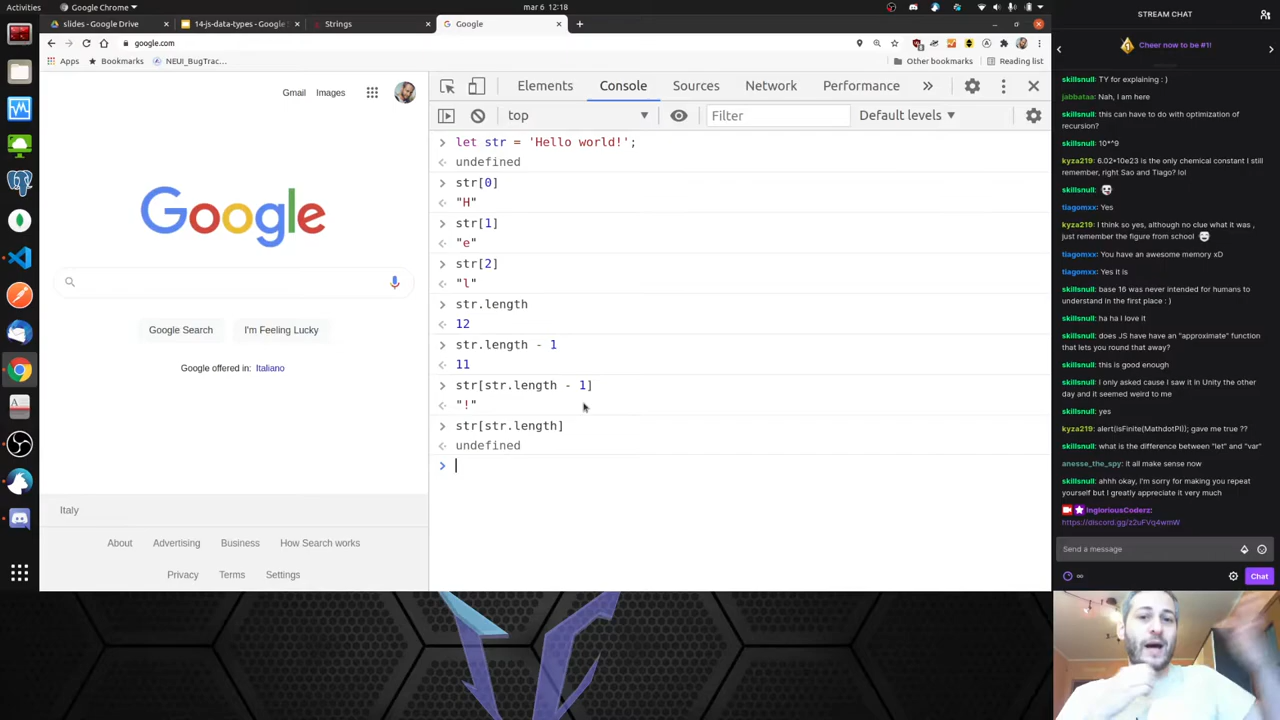 Activities
Google Chrome
mar 6 12:18
slides - Google Drive
14-js-data-types - Google S
Strings
Google
google.com
Apps
Bookmarks
NEUI_BugTrac...
Other bookmarks
Reading list
Gmail
Images
Google
Google Search
I'm Feeling Lucky
Google offered in: Italiano
Italy
About
Advertising
Business
How Search works
Privacy
Terms
Settings
Elements
Console
Sources
Network
Performance
top
Filter
Default levels
let str = 'Hello world!';
undefined
str[0]
"H"
str[1]
"e"
str[2]
"l"
str.length
12
str.length - 1
11
str[str.length - 1]
"!"
str[str.length]
undefined
STREAM CHAT
Cheer now to be #1!
skillsnull: TY for explaining : )
jabbataa: Nah, I am here
skillsnull: this can have to do with optimization of
recursion?
skillsnull: 10*^9
kyza219: 6.02*10e23 is the only chemical constant I still
remember, right Sao and Tiago? lol
skillsnull:
tiagomxx: Yes
kyza219: I think so yes, although no clue what it was ,
just remember the figure from school
tiagomxx: You have an awesome memory xD
tiagomxx: Yes it is
skillsnull: base 16 was never intended for humans to
understand in the first place : )
skillsnull: ha ha I love it
skillsnull: does JS have have an "approximate" function
that lets you round that away?
skillsnull: this is good enough
skillsnull: I only asked cause I saw it in Unity the other
day and it seemed weird to me
skillsnull: yes
kyza219: alert(isFinite(MathdotPI)); gave me true ??
skillsnull: what is the difference between "let" and "var"
anesse_the_spy: it all make sense now
skillsnull: ahhh okay, I'm sorry for making you repeat
yourself but I greatly appreciate it very much
IngloriousCoderz:
https://discord.gg/z2uFVq4wmW
Send a message
Chat